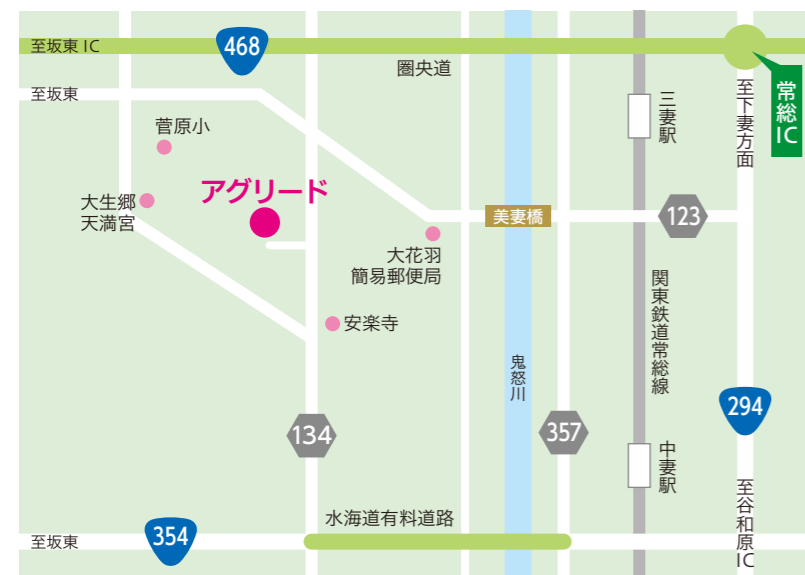 至坂東 IC
468
圏央道
常総IC
至坂東
菅原小
三妻駅
至下妻方面
アグリード
大生郷
天満宮
美妻橋
123
大花羽
簡易郵便局
関東鉄道常総線
安楽寺
鬼怒川
294
134
357
中妻駅
水海道有料道路
至谷和原IC
354
至坂東